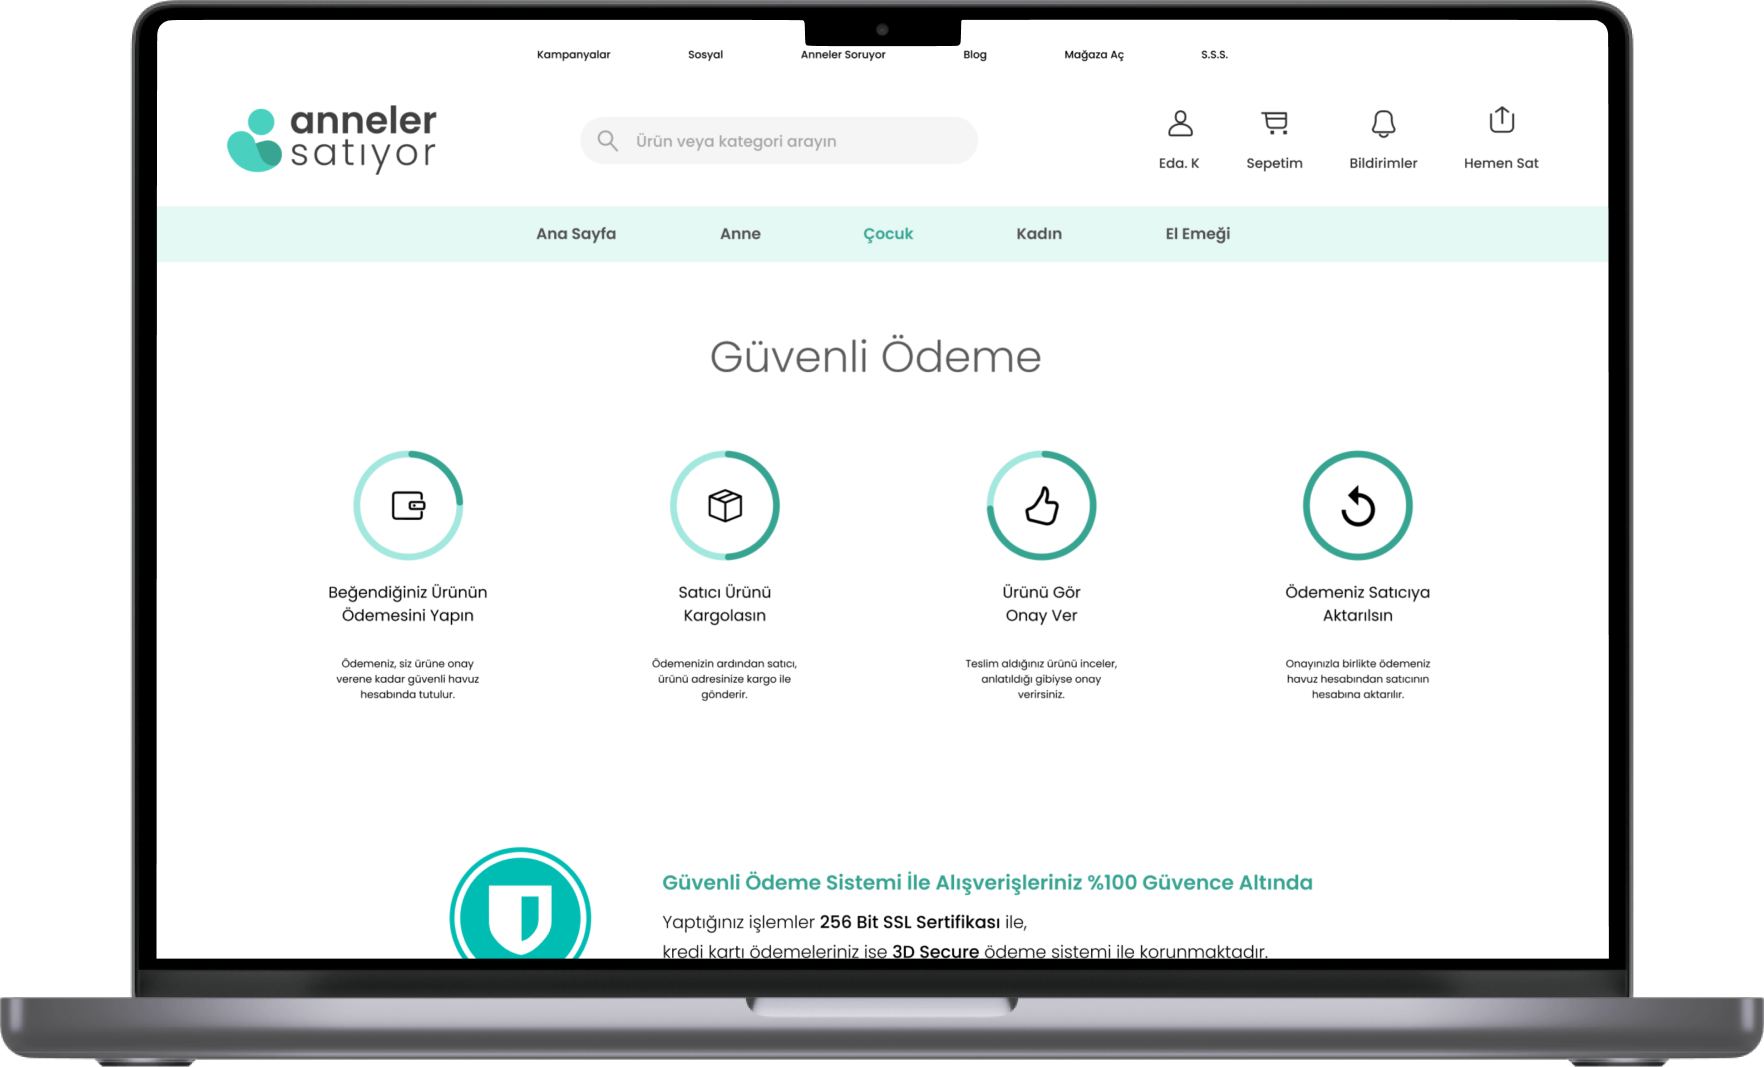 Kampanyalar
Sosyal
Anneler Soruyor
Blog
Mağaza Aç
S.S.S.
anneler
satıyor
Ürün veya kategori arayın
Eda. K
Sepetim
Bildirimler
Hemen Sat
Ana Sayfa
Anne
Çocuk
Kadın
El Emeği
Güvenli Ödeme
Beğendiğiniz Ürünün
Ödemesini Yapın
Ödemeniz, siz ürüne onay
verene kadar güvenli havuz
hesabında tutulur.
Satıcı Ürünü
Kargolasın
Ödemenizin ardından satıcı,
ürünü adresinize kargo ile
gönderir.
Ürünü Gör
Onay Ver
Teslim aldığınız ürünü inceler,
anlatıldığı gibiyse onay
verirsiniz.
Ödemeniz Satıcıya
Aktarılsın
Onayınızla birlikte ödemeniz
havuz hesabından satıcının
hesabına aktarılır.
Güvenli Ödeme Sistemi İle Alışverişleriniz %100 Güvence Altında
Yaptığınız işlemler 256 Bit SSL Sertifikası ile,
kredi kartı ödemeleriniz ise 3D Secure ödeme sistemi ile korunmaktadır.